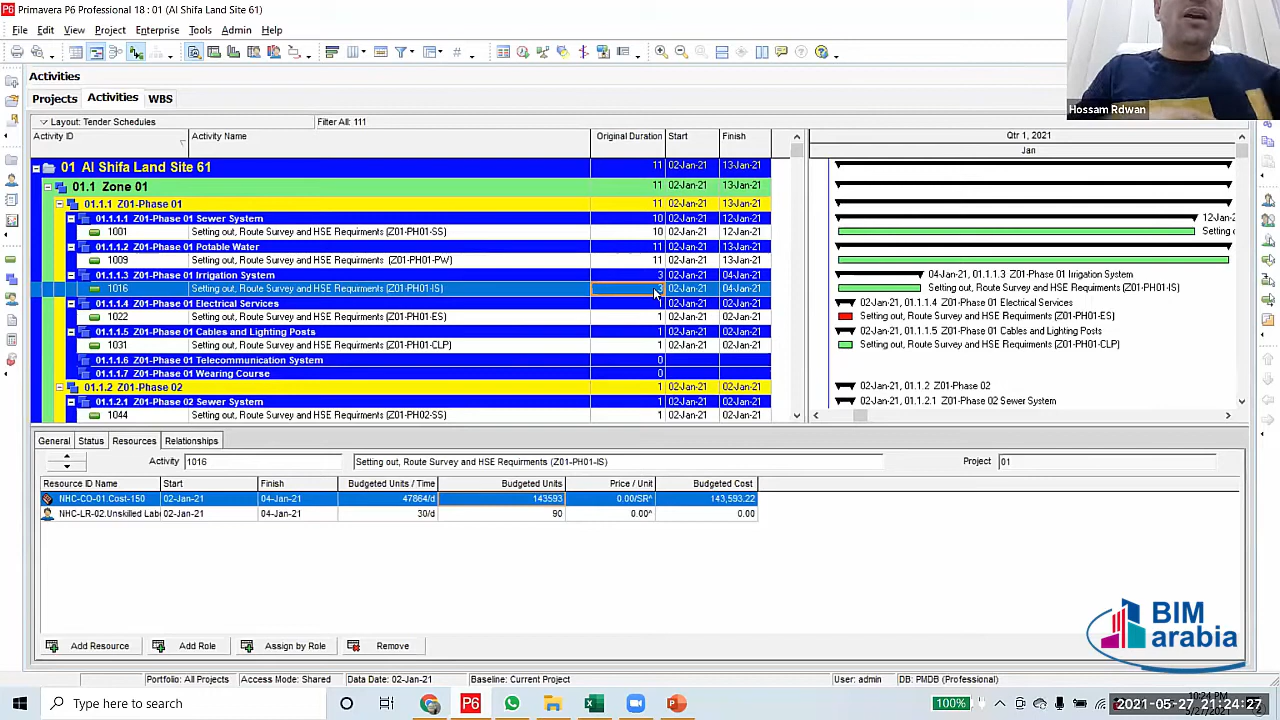 Primavera P6 Professional 18 : 01 (Al Shifa Land Site 61)
File Edit View Project Enterprise Tools Admin Help
Hossam Rdwan
Activities
Projects Activities WBS
Layout: Tender Schedules Filter All: 111
Activity ID Activity Name Original Duration Start Finish Qtr 1, 2021
Jan
01 Al Shifa Land Site 61 11 02-Jan-21 13-Jan-21
01.1 Zone 01 11 02-Jan-21 13-Jan-21
01.1.1 Z01-Phase 01 11 02-Jan-21 13-Jan-21
01.1.1.1 Z01-Phase 01 Sewer System 10 02-Jan-21 12-Jan-21 12-Jan-
1001 Setting out, Route Survey and HSE Requirments (Z01-PH01-SS) 10 02-Jan-21 12-Jan-21 Setting o
01.1.1.2 Z01-Phase 01 Potable Water 11 02-Jan-21 13-Jan-21
1009 Setting out, Route Survey and HSE Requirments (Z01-PH01-PW) 11 02-Jan-21 13-Jan-21
01.1.1.3 Z01-Phase 01 Irrigation System 3 02-Jan-21 04-Jan-21 04-Jan-21, 01.1.1.3 Z01-Phase 01 Irrigation System
1016 Setting out, Route Survey and HSE Requirments (Z01-PH01-IS) 3 02-Jan-21 04-Jan-21 Setting out, Route Survey and HSE Requirments (Z01-PH01-IS)
01.1.1.4 Z01-Phase 01 Electrical Services 1 02-Jan-21 02-Jan-21 02-Jan-21, 01.1.1.4 Z01-Phase 01 Electrical Services
1022 Setting out, Route Survey and HSE Requirments (Z01-PH01-ES) 1 02-Jan-21 02-Jan-21 Setting out, Route Survey and HSE Requirments (Z01-PH01-ES)
01.1.1.5 Z01-Phase 01 Cables and Lighting Posts 1 02-Jan-21 02-Jan-21 02-Jan-21, 01.1.1.5 Z01-Phase 01 Cables and Lighting Posts
1031 Setting out, Route Survey and HSE Requirments (Z01-PH01-CLP) 1 02-Jan-21 02-Jan-21 Setting out, Route Survey and HSE Requirments (Z01-PH01-CLP)
01.1.1.6 Z01-Phase 01 Telecommunication System 0
01.1.1.7 Z01-Phase 01 Wearing Course 0
01.1.2 Z01-Phase 02 1 02-Jan-21 02-Jan-21 02-Jan-21, 01.1.2 Z01-Phase 02
01.1.2.1 Z01-Phase 02 Sewer System 1 02-Jan-21 02-Jan-21 02-Jan-21, 01.1.2.1 Z01-Phase 02 Sewer System
1044 Setting out, Route Survey and HSE Requirments (Z01-PH02-SS) 1 02-Jan-21 02-Jan-21 Setting out, Route Survey and HSE Requirments (Z01-PH02-SS)
General Status Resources Relationships
Activity 1016 Setting out, Route Survey and HSE Requirments (Z01-PH01-IS) Project 01
Resource ID Name Start Finish Budgeted Units / Time Budgeted Units Price / Unit Budgeted Cost
NHC-CO-01.Cost-150 02-Jan-21 04-Jan-21 47864/d 143593 0.00/SR^ 143,593.22
NHC-LR-02.Unskilled Lab 02-Jan-21 04-Jan-21 30/d 90 0.00^ 0.00
BIM
arabia
Add Resource Add Role Assign by Role Remove
Portfolio: All Projects Access Mode: Shared Data Date: 02-Jan-21 Baseline: Current Project User: admin DB: PMDB (Professional)
Type here to search 100% 10:24 PM
2021-05-27 21:24:27